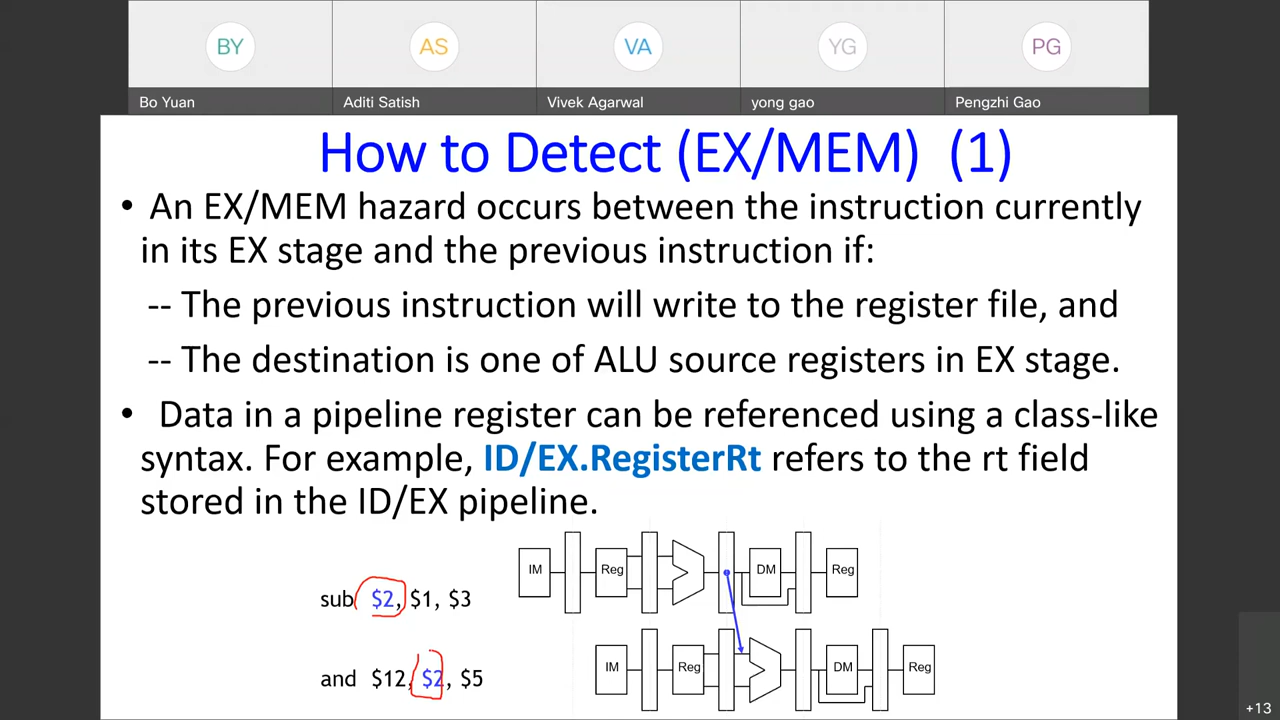 BY AS VA YG PG
Bo Yuan Aditi Satish Vivek Agarwal yong gao Pengzhi Gao
How to Detect (EX/MEM) (1)
• An EX/MEM hazard occurs between the instruction currently
in its EX stage and the previous instruction if:
-- The previous instruction will write to the register file, and
-- The destination is one of ALU source registers in EX stage.
• Data in a pipeline register can be referenced using a class-like
syntax. For example, ID/EX.RegisterRt refers to the rt field
stored in the ID/EX pipeline.
IM Reg DM Reg
sub $2, $1, $3
IM Reg DM Reg
and $12, $2, $5
+13